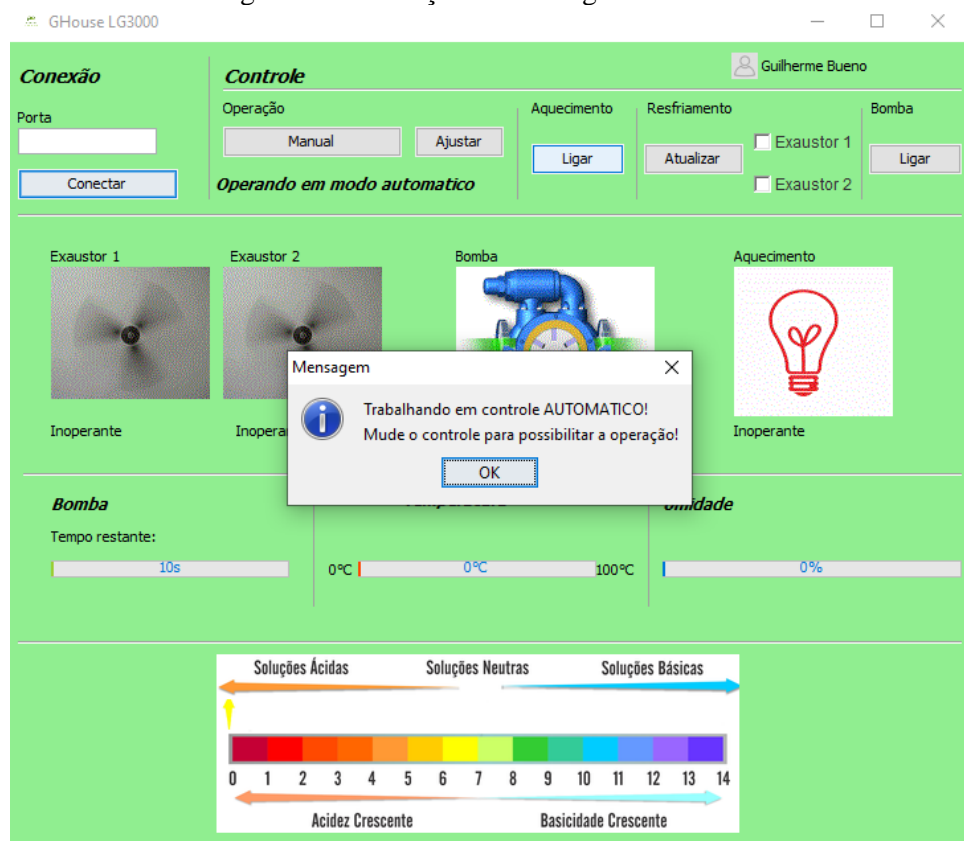 GHouse LG3000
Guilherme Bueno
Conexão
Controle
Porta
Operação
Aquecimento
Resfriamento
Bomba
Manual
Ajustar
Ligar
Atualizar
Exaustor 1
Exaustor 2
Ligar
Conectar
Operando em modo automatico
Exaustor 1
Exaustor 2
Bomba
Aquecimento
Mensagem
Trabalhando em controle AUTOMATICO!
Mude o controle para possibilitar a operação!
OK
Inoperante
Inopera
Inoperante
Bomba
Tempo restante:
10s
0ºC
0ºC
100ºC
0%
Soluções Ácidas Soluções Neutras Soluções Básicas
0 1 2 3 4 5 6 7 8 9 10 11 12 13 14
Acidez Crescente Basicidade Crescente